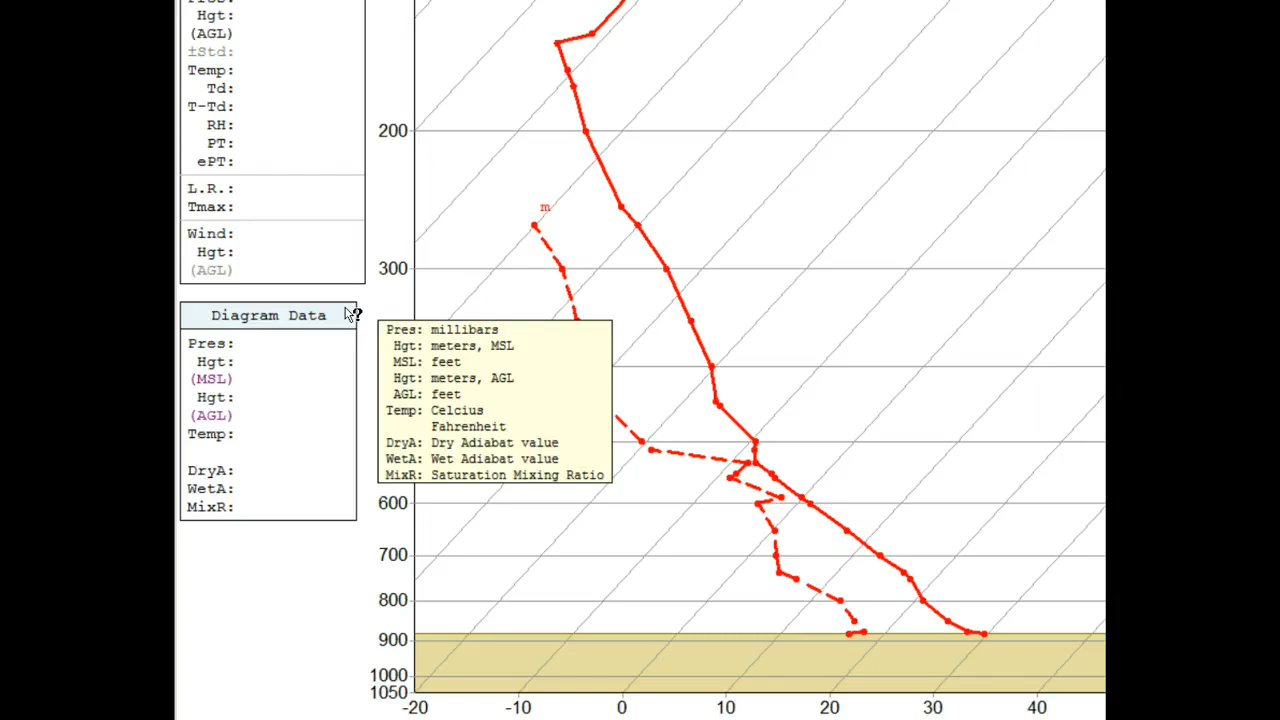 Hgt:
(AGL)
±Std:
Temp:
Td:
T-Td:
RH:
PT:
ePT:
L.R.:
Tmax:
Wind:
Hgt:
(AGL)
Diagram Data
?
Pres:
Hgt:
(MSL)
Hgt:
(AGL)
Temp:
DryA:
WetA:
MixR:
Pres: millibars
Hgt: meters, MSL
MSL: feet
Hgt: meters, AGL
AGL: feet
Temp: Celcius
Fahrenheit
DryA: Dry Adiabat value
WetA: Wet Adiabat value
MixR: Saturation Mixing Ratio
m
200
300
600
700
800
900
1000
1050
-20 -10 0 10 20 30 40